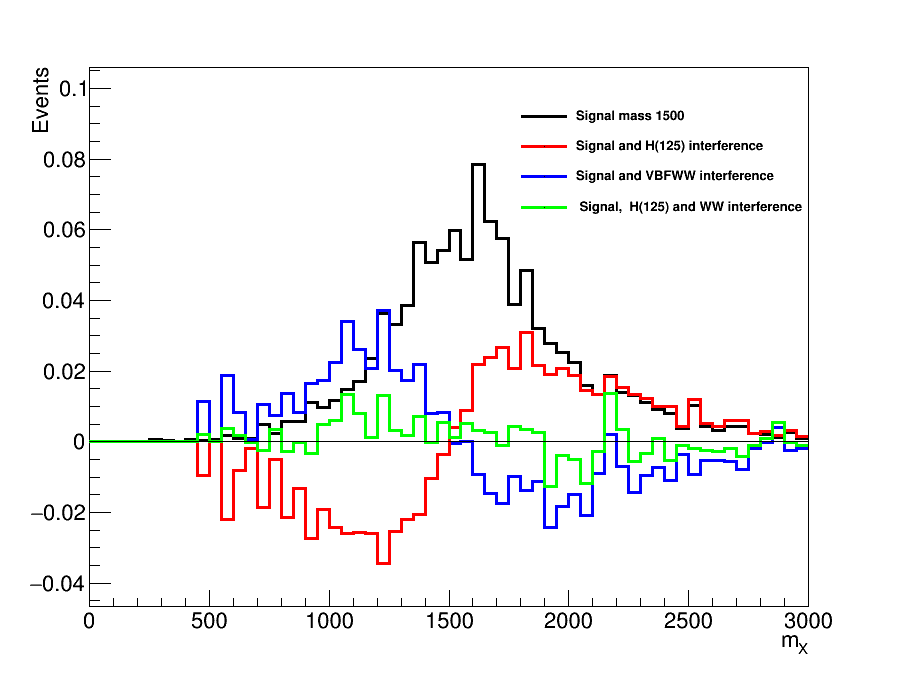 Events
0.1
0.08
0.06
0.04
0.02
0
−0.02
−0.04
Signal mass 1500
Signal and H(125) interference
Signal and VBFWW interference
Signal, H(125) and WW interference
0 500 1000 1500 2000 2500 3000
mX